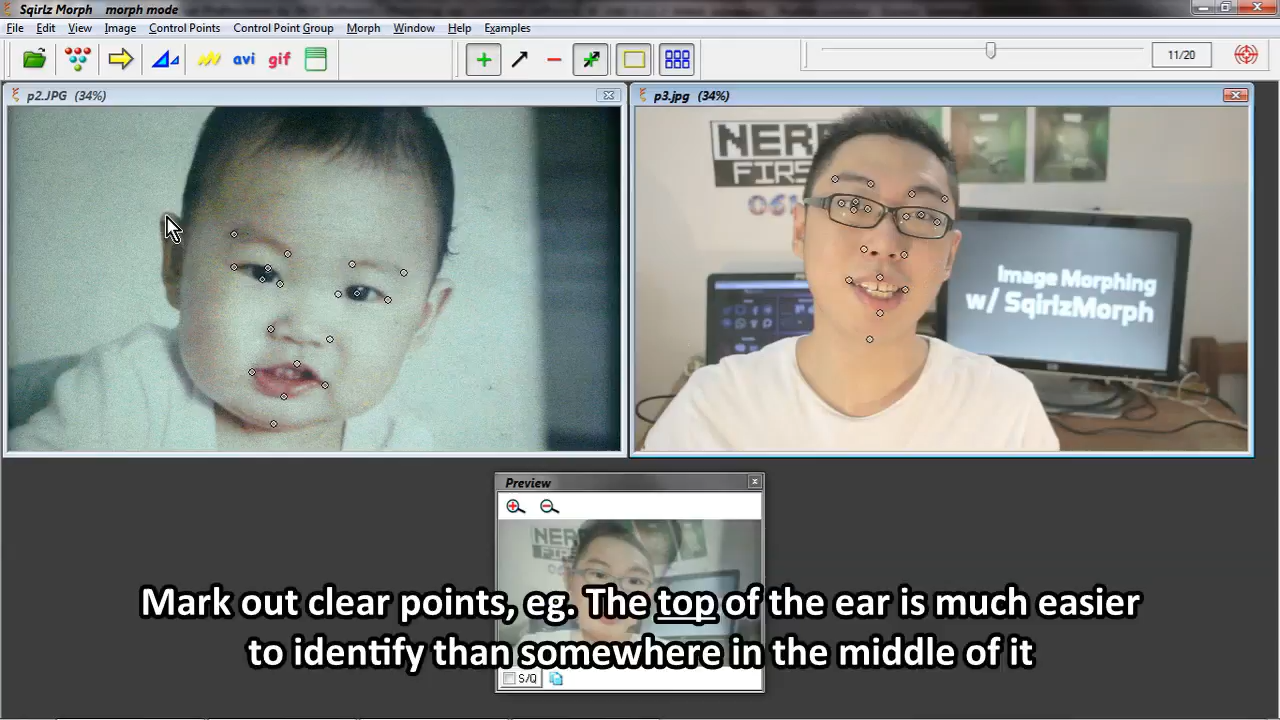 Sqirlz Morph morph mode
File Edit View Image Control Points Control Point Group Morph Window Help Examples
avi gif 11/20
p2.JPG (34%)
p3.jpg (34%)
NERD
FIRST
Image Morphing
w/ SqirlzMorph
Preview
NERD
FIRS
Mark out clear points, eg. The top of the ear is much easier
to identify than somewhere in the middle of it
S/Q